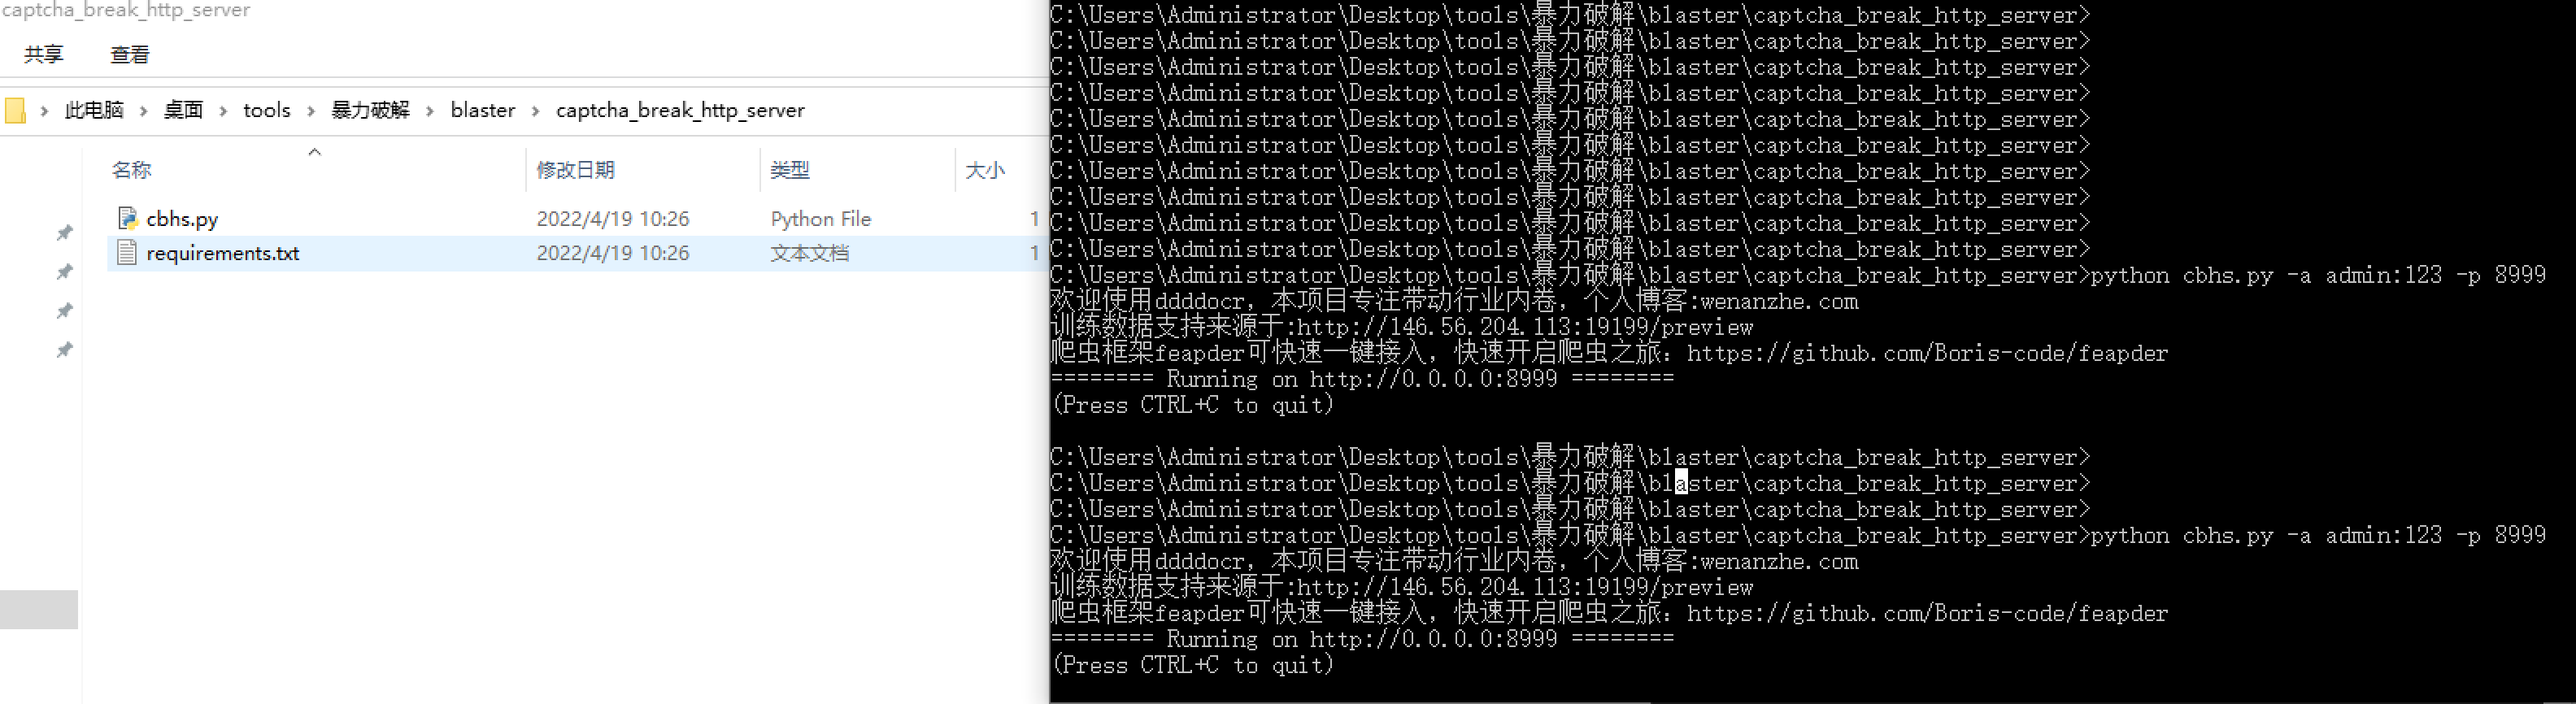 captcha_break_http_server
共享 查看
此电脑 > 桌面 > tools > 暴力破解 > blaster > captcha_break_http_server
名称 修改日期 类型 大小
cbhs.py 2022/4/19 10:26 Python File 1
requirements.txt 2022/4/19 10:26 文本文档 1
C:\Users\Administrator\Desktop\tools\暴力破解\blaster\captcha_break_http_server>
C:\Users\Administrator\Desktop\tools\暴力破解\blaster\captcha_break_http_server>
C:\Users\Administrator\Desktop\tools\暴力破解\blaster\captcha_break_http_server>
C:\Users\Administrator\Desktop\tools\暴力破解\blaster\captcha_break_http_server>
C:\Users\Administrator\Desktop\tools\暴力破解\blaster\captcha_break_http_server>
C:\Users\Administrator\Desktop\tools\暴力破解\blaster\captcha_break_http_server>
C:\Users\Administrator\Desktop\tools\暴力破解\blaster\captcha_break_http_server>
C:\Users\Administrator\Desktop\tools\暴力破解\blaster\captcha_break_http_server>
C:\Users\Administrator\Desktop\tools\暴力破解\blaster\captcha_break_http_server>
C:\Users\Administrator\Desktop\tools\暴力破解\blaster\captcha_break_http_server>
C:\Users\Administrator\Desktop\tools\暴力破解\blaster\captcha_break_http_server>python cbhs.py -a admin:123 -p 8999
欢迎使用ddddocr，本项目专注带动行业内卷，个人博客:wenanzhe.com
训练数据支持来源于:http://146.56.204.113:19199/preview
爬虫框架feapder可快速一键接入，快速开启爬虫之旅：https://github.com/Boris-code/feapder
======== Running on http://0.0.0.0:8999 ========
(Press CTRL+C to quit)
C:\Users\Administrator\Desktop\tools\暴力破解\blaster\captcha_break_http_server>
C:\Users\Administrator\Desktop\tools\暴力破解\blaster\captcha_break_http_server>
C:\Users\Administrator\Desktop\tools\暴力破解\blaster\captcha_break_http_server>
C:\Users\Administrator\Desktop\tools\暴力破解\blaster\captcha_break_http_server>python cbhs.py -a admin:123 -p 8999
欢迎使用ddddocr，本项目专注带动行业内卷，个人博客:wenanzhe.com
训练数据支持来源于:http://146.56.204.113:19199/preview
爬虫框架feapder可快速一键接入，快速开启爬虫之旅：https://github.com/Boris-code/feapder
======== Running on http://0.0.0.0:8999 ========
(Press CTRL+C to quit)